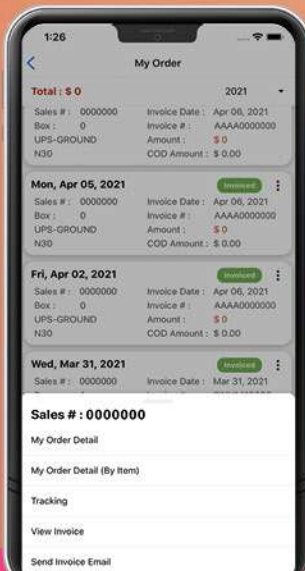 1:26
My Order
Total : $ 0 2021
Sales # : 0000000 Invoice Date : Apr 06, 2021
Box : 0 Invoice # : AAAA0000000
UPS-GROUND Amount : $ 0
N30 COD Amount : $ 0.00
Mon, Apr 05, 2021 Invoiced
Sales # : 0000000 Invoice Date : Apr 06, 2021
Box : 0 Invoice # : AAAA0000000
UPS-GROUND Amount : $ 0
N30 COD Amount : $ 0.00
Fri, Apr 02, 2021 Invoiced
Sales # : 0000000 Invoice Date : Apr 06, 2021
Box : 0 Invoice # : AAAA0000000
UPS-GROUND Amount : $ 0
N30 COD Amount : $ 0.00
Wed, Mar 31, 2021 Invoiced
Sales # : 0000000 Invoice Date : Mar 31, 2021
Sales # : 0000000
My Order Detail
My Order Detail (By Item)
Tracking
View Invoice
Send Invoice Email